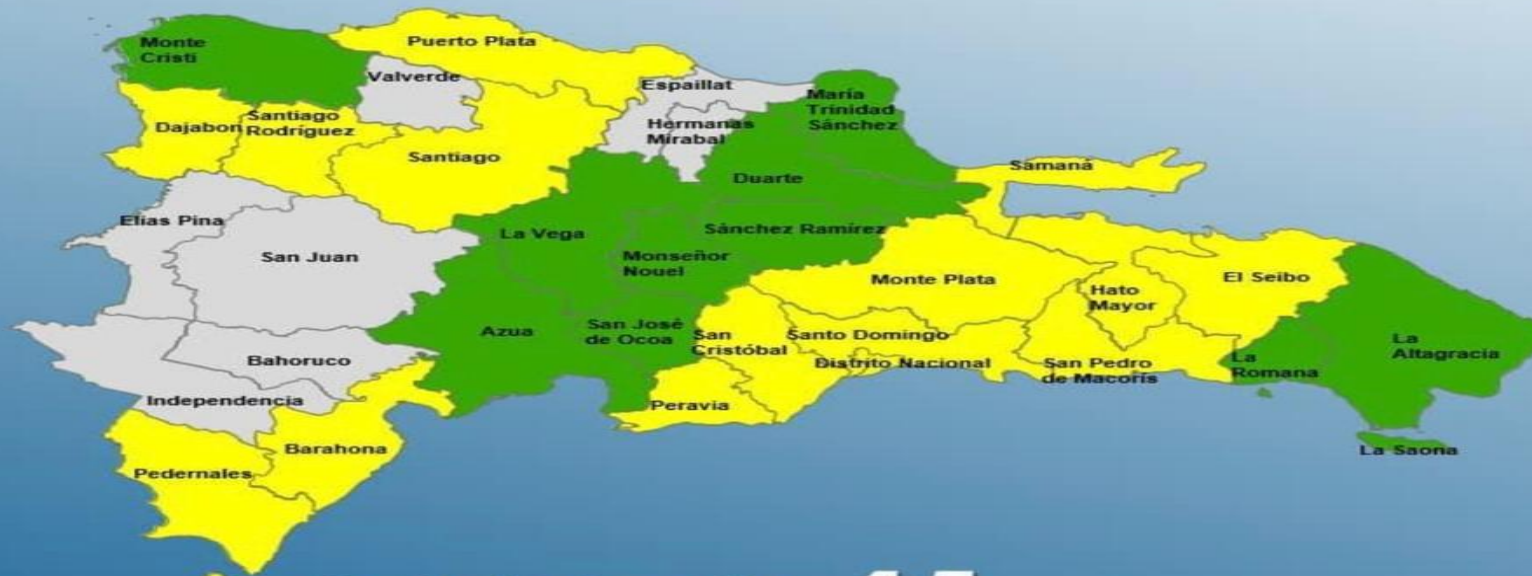 Monte
Cristi
Puerto Plata
Valverde
Espaillat
María
Trinidad
Sánchez
Dajabon
Santiago
Rodríguez
Hermanas
Mirabal
Santiago
Samaná
Duarte
Elías Pina
La Vega
Sánchez Ramírez
San Juan
Monseñor
Nouel
Monte Plata
Hato
Mayor
El Seibo
Azua
San José
de Ocoa
San
Cristóbal
Santo Domingo
La
Altagracia
Bahoruco
Distrito Nacional
San Pedro
de Macorís
La
Romana
Independencia
Peravia
Barahona
La Saona
Pedernales